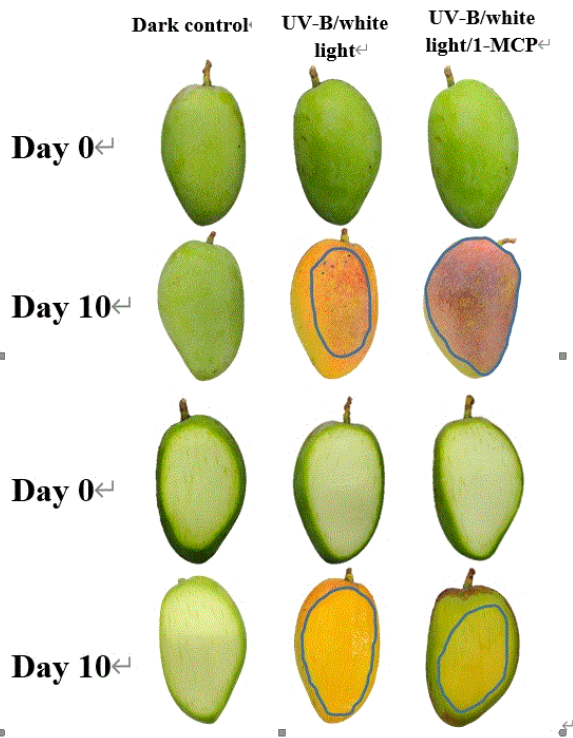 Dark control
UV-B/white
light
UV-B/white
light/1-MCP
Day 0
Day 10
Day 0
Day 10